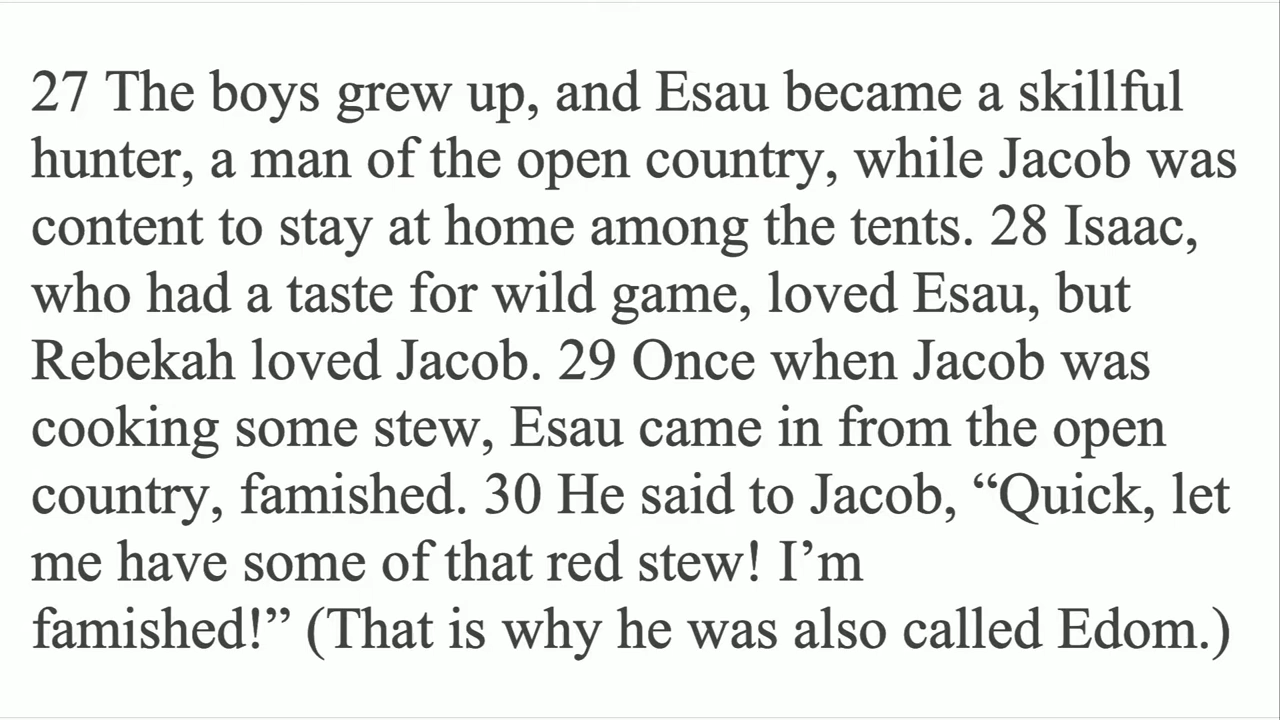 27 The boys grew up, and Esau became a skillful
hunter, a man of the open country, while Jacob was
content to stay at home among the tents. 28 Isaac,
who had a taste for wild game, loved Esau, but
Rebekah loved Jacob. 29 Once when Jacob was
cooking some stew, Esau came in from the open
country, famished. 30 He said to Jacob, “Quick, let
me have some of that red stew! I’m
famished!” (That is why he was also called Edom.)